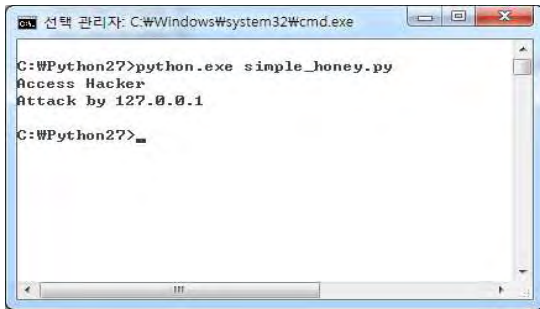 선택 관리자: C:₩Windows₩system32₩cmd.exe
C:₩Python27>python.exe simple_honey.py
Access Hacker
Attack by 127.0.0.1
C:₩Python27>_